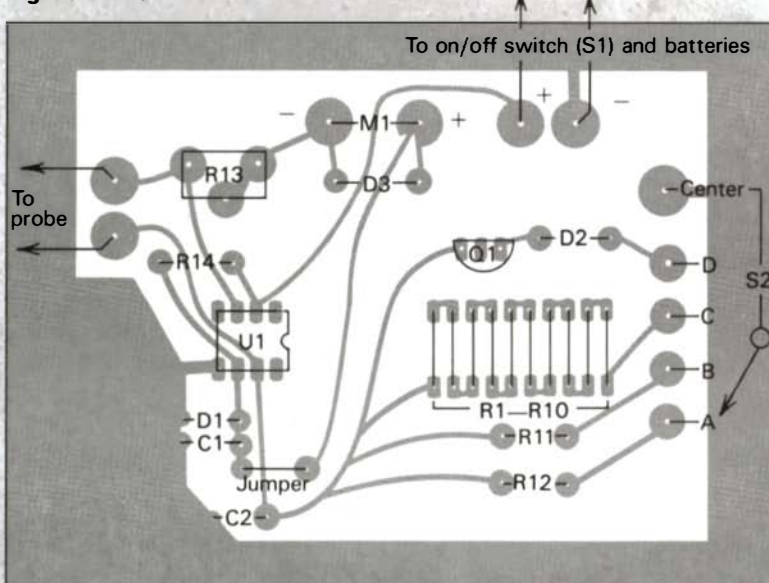 To on/off switch (S1) and batteries
- M1 + + -
R13
D3
Center
To
probe
Q1 D2 D
R14
S2
C
U1
B
R1—R10
D1
A
C1
R11
Jumper
R12
C2